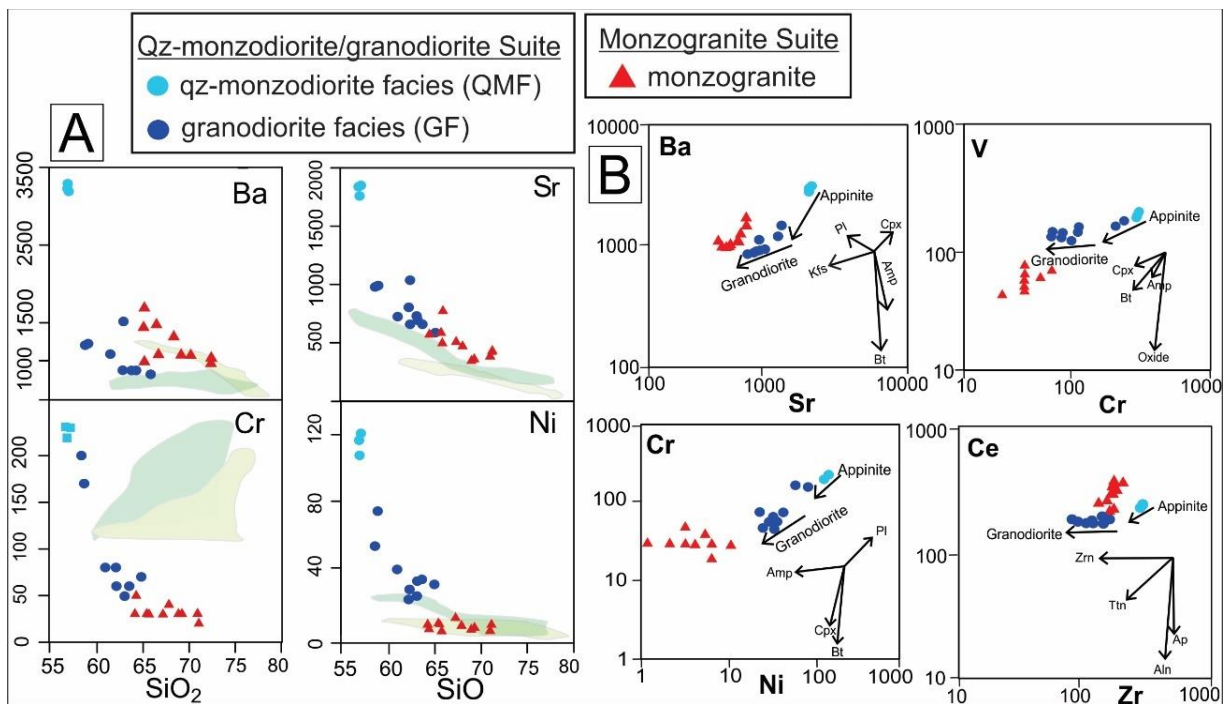 Qz-monzodiorite/granodiorite Suite
qz-monzodiorite facies (QMF)
granodiorite facies (GF)
Monzogranite Suite
monzogranite
A
3500
2500
1500
1000
Ba
2000
1500
1000
500
0
Sr
200
150
100
50
0
Cr
55 60 65 70 75 80
SiO2
120
80
40
0
Ni
55 60 65 70 75 80
SiO
B
10000
1000
100
Ba
Appinite
Granodiorite
Pl
Cpx
Kfs
Amp
Bt
100 1000 10000
Sr
1000
100
10
V
Appinite
Granodiorite
Cpx
Amp
Bt
Oxide
10 100 1000
Cr
1000
100
10
1
Cr
Appinite
Granodiorite
Pl
Amp
Cpx
Bt
1 10 100 1000
Ni
1000
100
10
Ce
Appinite
Granodiorite
Zrn
Ttn
Ap
Aln
10 100 1000
Zr